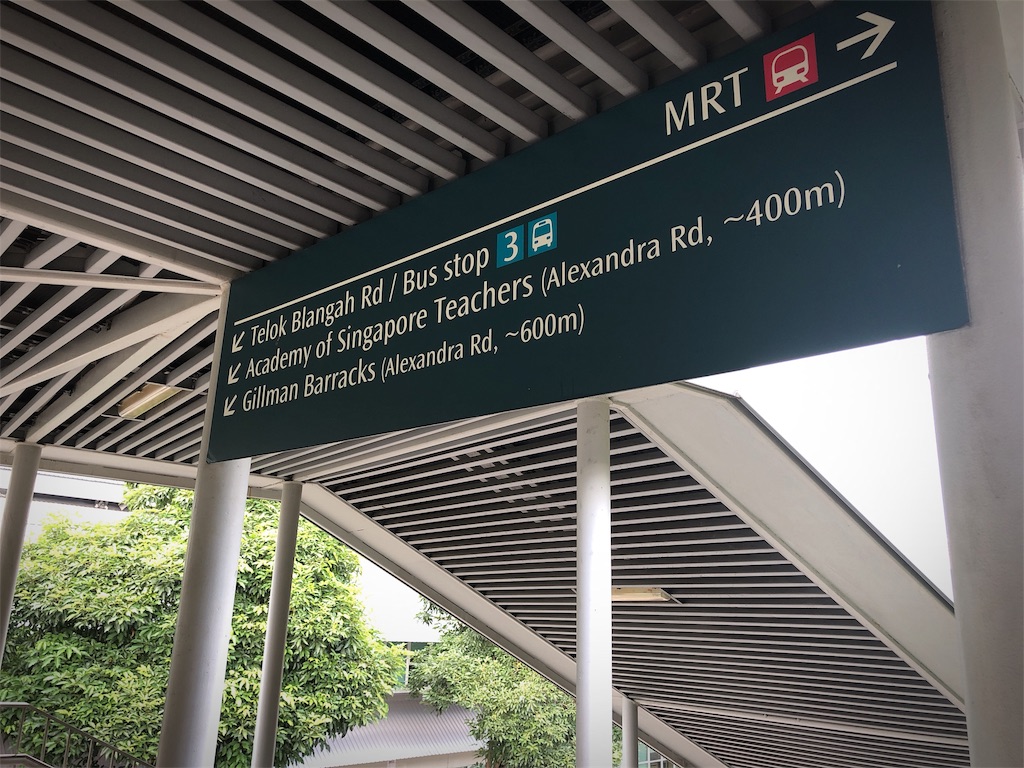 MRT
Telok Blangah Rd / Bus stop 3
Academy of Singapore Teachers (Alexandra Rd, ~400m)
Gillman Barracks (Alexandra Rd, ~600m)